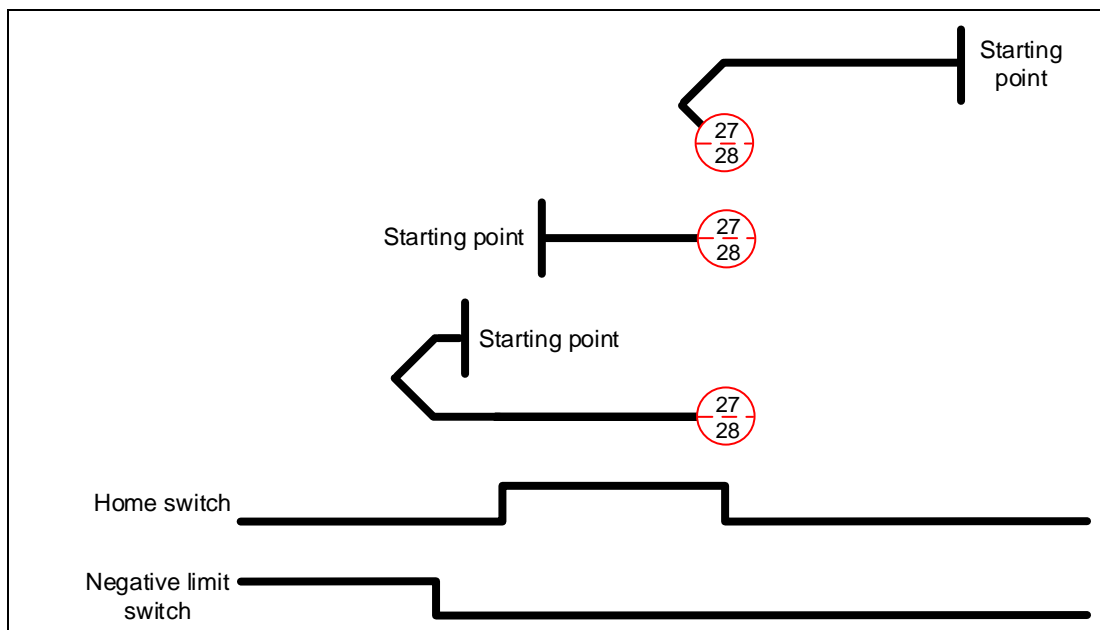 Starting
point
27
28
Starting point
27
28
Starting point
27
28
Home switch
Negative limit
switch